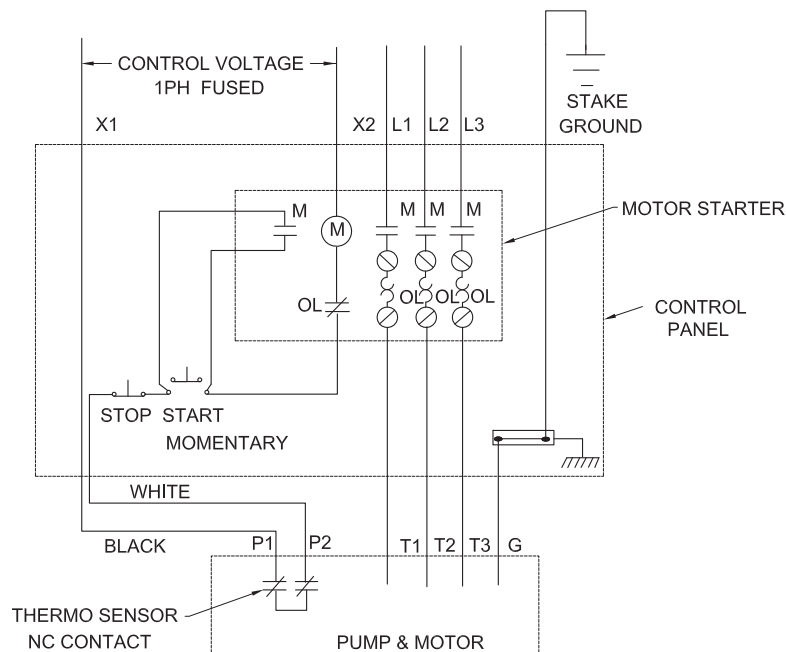 CONTROL VOLTAGE
1PH FUSED
STAKE
GROUND
X1
X2 L1 L2 L3
M
M
M M M
MOTOR STARTER
OL
OL OL OL
CONTROL
PANEL
STOP START
MOMENTARY
WHITE
BLACK
P1 P2
T1 T2 T3 G
THERMO SENSOR
NC CONTACT
PUMP & MOTOR